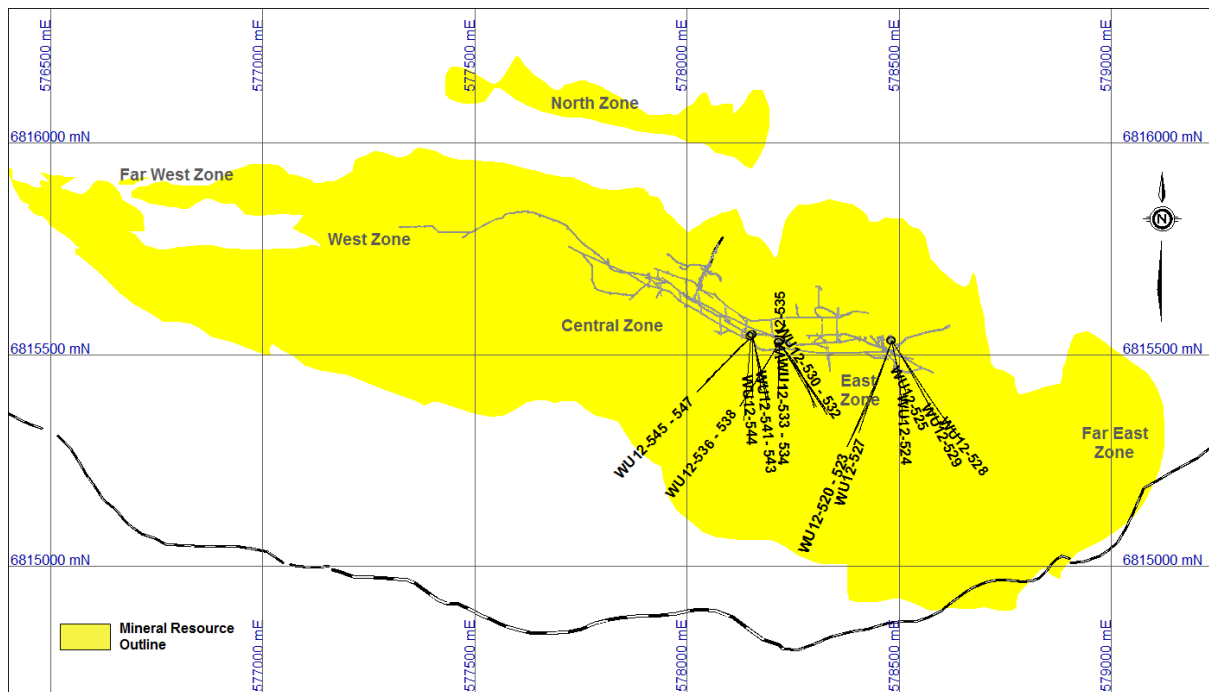 576500 mE
577000 mE
577500 mE
578000 mE
578500 mE
579000 mE
North Zone
6816000 mN
6816000 mN
Far West Zone
N
West Zone
Central Zone
WU12-535
WU12-530 - 532
6815500 mN
6815500 mN
East
Zone
WU12-545 - 547
WU12-536 - 538
WU12-544
WU12-541 - 543
WU12-533 - 534
WU12-520 - 523
WU12-527
WU12-525
WU12-524
WU12-529
WU12-528
Far East
Zone
6815000 mN
6815000 mN
Mineral Resource
Outline
576500 mE
577000 mE
577500 mE
578000 mE
578500 mE
579000 mE